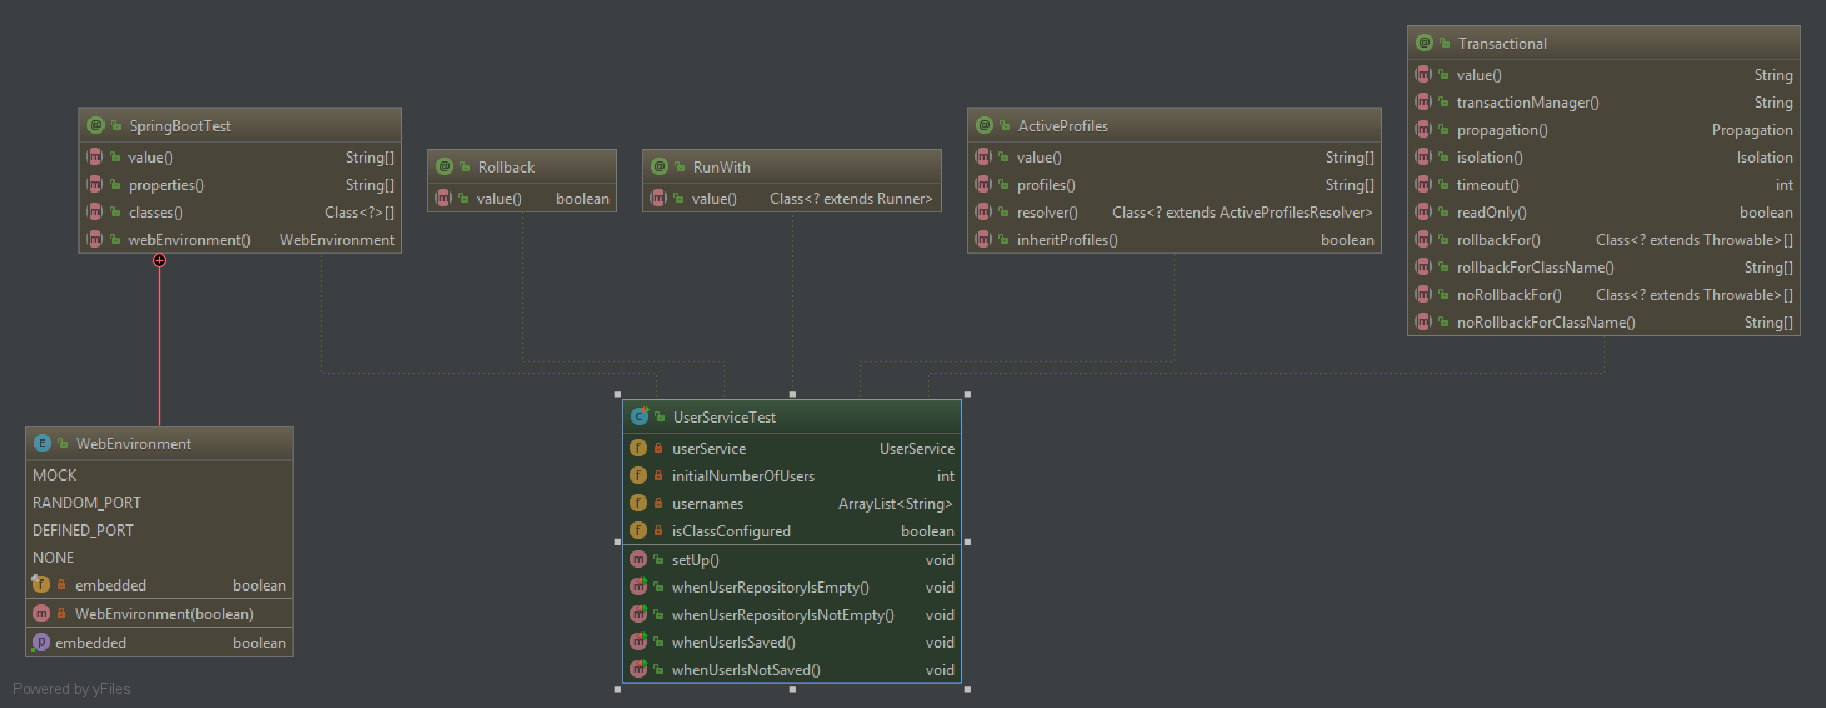 SpringBootTest
value() String[]
properties() String[]
classes() Class<?>[]
webEnvironment() WebEnvironment
Rollback
value() boolean
RunWith
value() Class<? extends Runner>
ActiveProfiles
value() String[]
profiles() String[]
resolver() Class<? extends ActiveProfilesResolver>
inheritProfiles() boolean
Transactional
value() String
transactionManager() String
propagation() Propagation
isolation() Isolation
timeout() int
readOnly() boolean
rollbackFor() Class<? extends Throwable>[]
rollbackForClassName() String[]
noRollbackFor() Class<? extends Throwable>[]
noRollbackForClassName() String[]
WebEnvironment
MOCK
RANDOM_PORT
DEFINED_PORT
NONE
embedded boolean
WebEnvironment(boolean)
embedded boolean
UserServiceTest
userService UserService
initialNumberOfUsers int
usernames ArrayList<String>
isClassConfigured boolean
setUp() void
whenUserRepositoryIsEmpty() void
whenUserRepositoryIsNotEmpty() void
whenUserIsSaved() void
whenUserIsNotSaved() void
Powered by yFiles